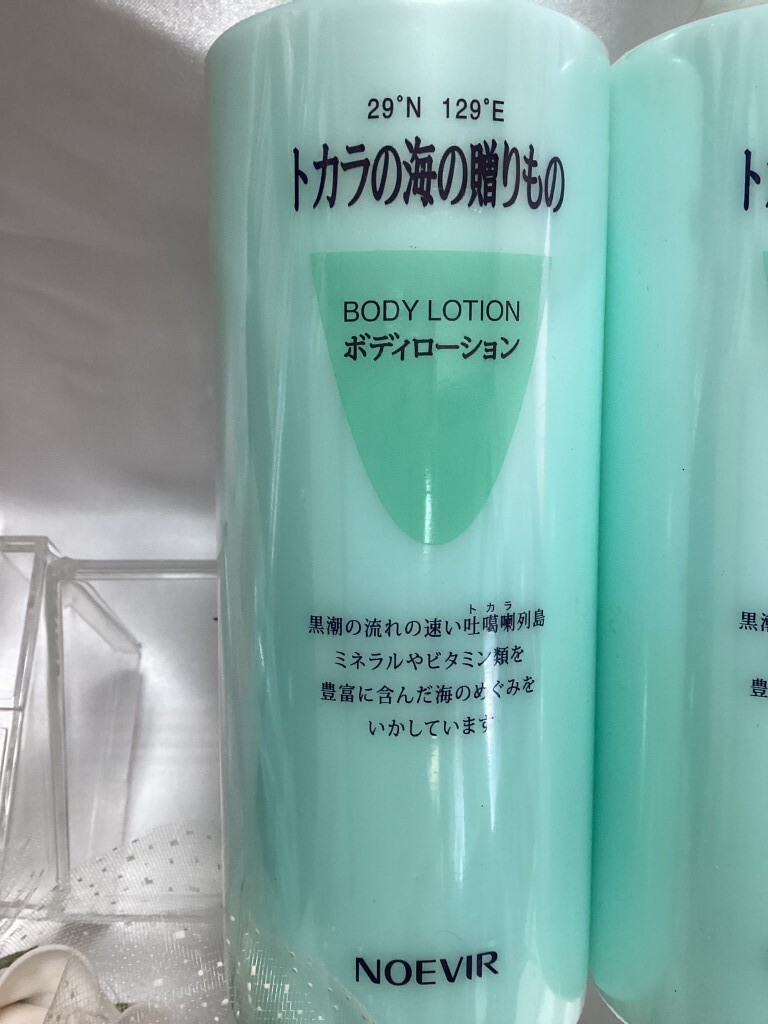 29°N 129°E
トカラの海の贈りもの
BODY LOTION
ボディローション
トカラ
黒潮の流れの速い吐噶喇列島
ミネラルやビタミン類を
豊富に含んだ海のめぐみを
いかしています
NOEVIR
ト
黒
豊